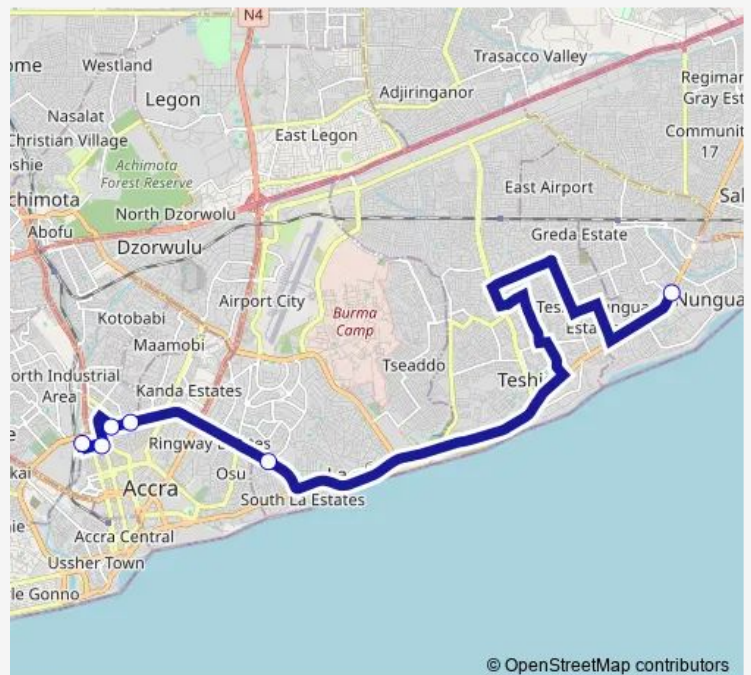 N4
ome
Westland
Trasacco Valley
Legon
Adjiringanor
Regimar
Gray Est
Nasalat
East Legon
Communit
17
Christian Village
oshie
Achimota
Forest Reserve
East Airport
Sal
chimota
North Dzorwolu
Abofu
Greda Estate
Dzorwulu
Airport City
Burma
Camp
Nungua
Kotobabi
Maamobi
Tseaddo
Teshi
orth Industrial
Area
Kanda Estates
e
Ringway
kai
Osu
Accra
South La Estates
Accra Central
Ussher Town
le Gonno
© OpenStreetMap contributors